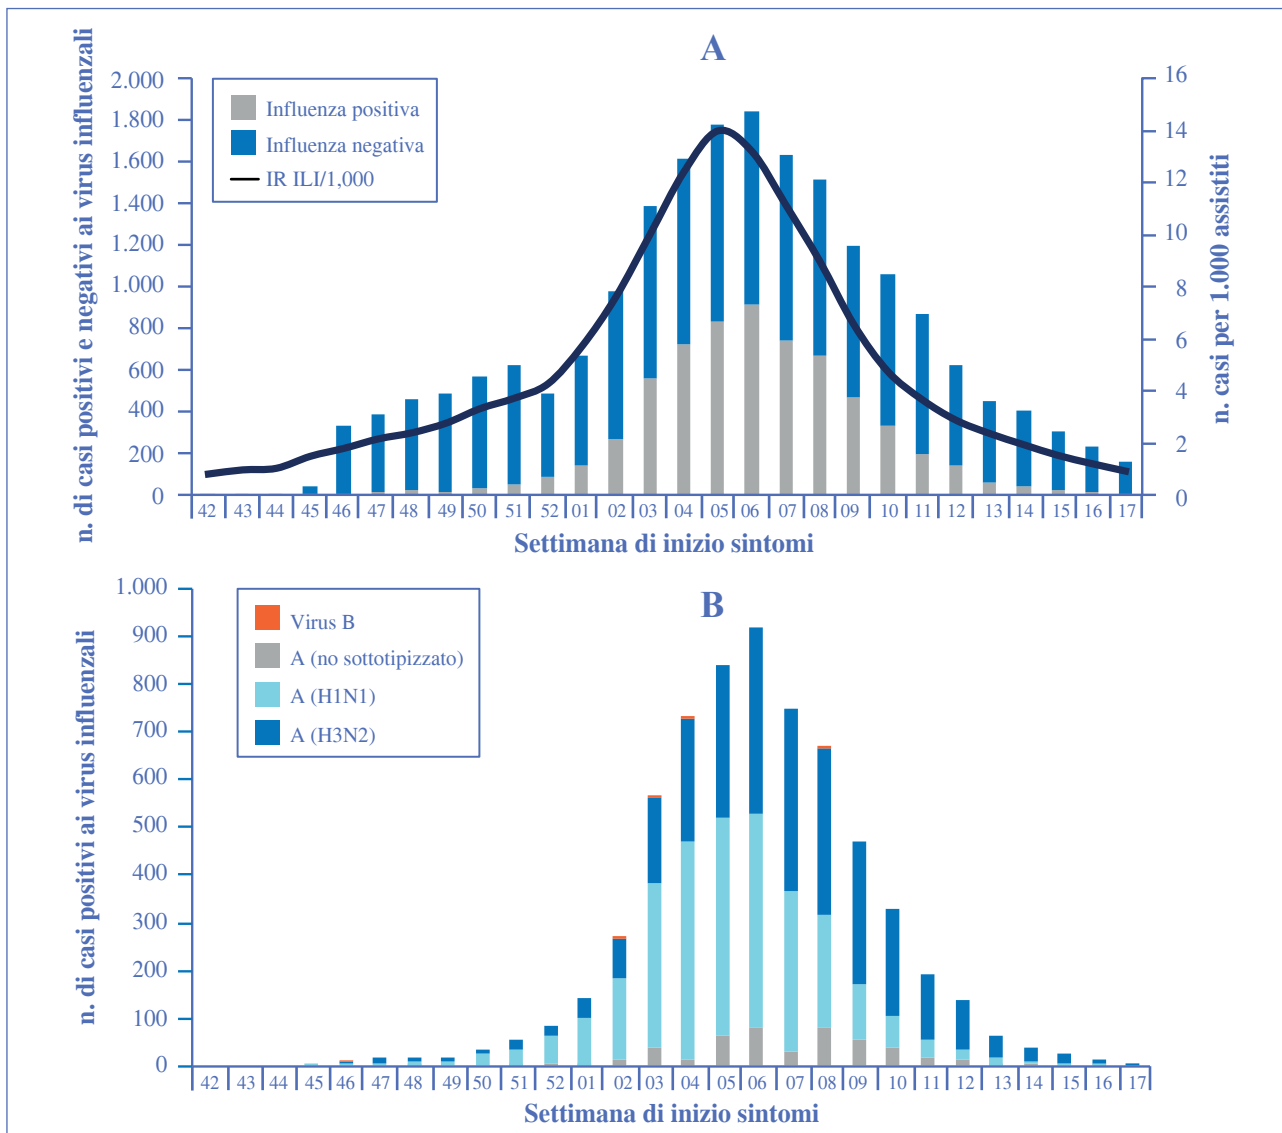 A
n. di casi positivi e negativi ai virus influenzali
2.000
1.800
1.600
1.400
1.200
1.000
800
600
400
200
0
Influenza positiva
Influenza negativa
IR ILI/1,000
16
14
12
10
8
6
4
2
0
n. casi per 1.000 assistiti
42 43 44 45 46 47 48 49 50 51 52 01 02 03 04 05 06 07 08 09 10 11 12 13 14 15 16 17
Settimana di inizio sintomi
B
n. di casi positivi ai virus influenzali
1.000
900
800
700
600
500
400
300
200
100
0
Virus B
A (no sottotipizzato)
A (H1N1)
A (H3N2)
42 43 44 45 46 47 48 49 50 51 52 01 02 03 04 05 06 07 08 09 10 11 12 13 14 15 16 17
Settimana di inizio sintomi